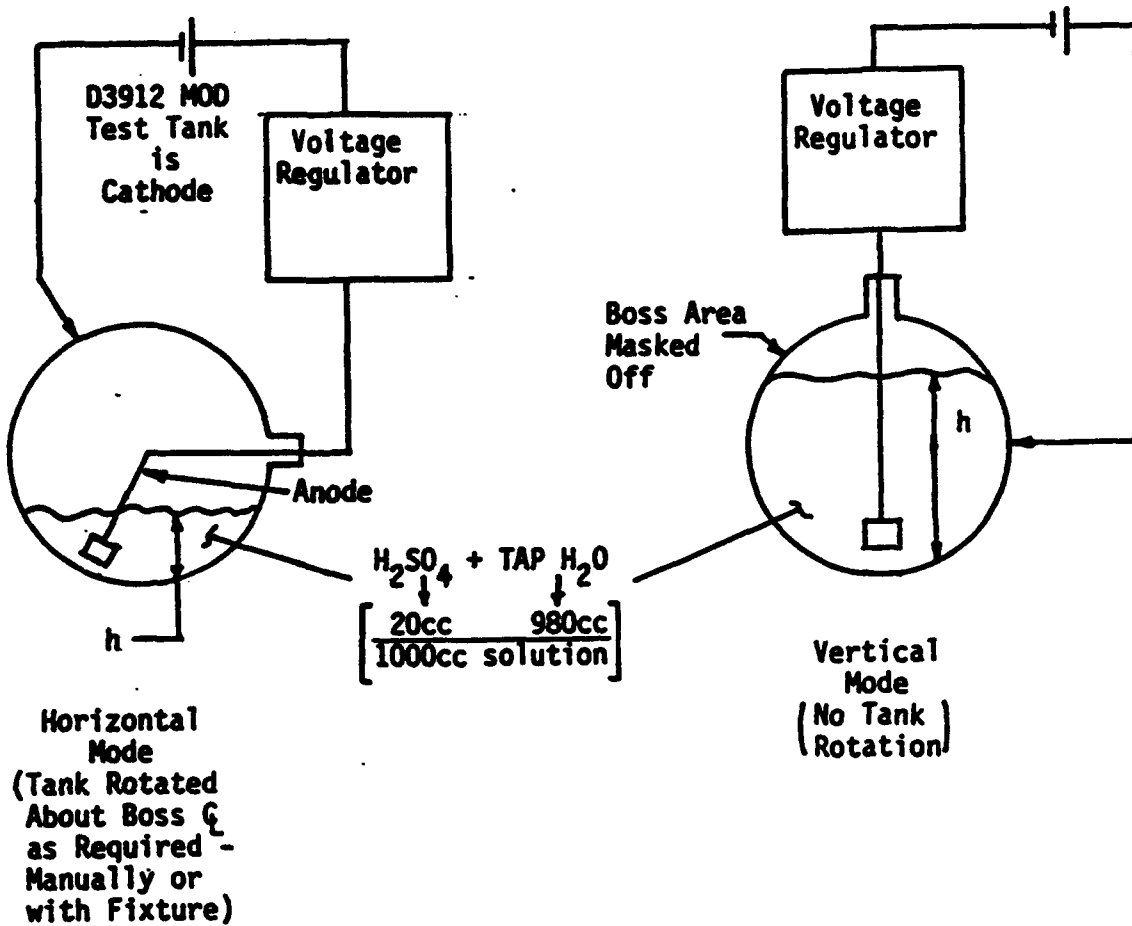 D3912 MOD
Test Tank
is
Cathode
Voltage
Regulator
Anode
h
Horizontal
Mode
(Tank Rotated
About Boss ℄
as Required -
Manually or
with Fixture)
H₂SO₄ + TAP H₂O
20cc 980cc
1000cc solution
Voltage
Regulator
Boss Area
Masked
Off
h
Vertical
Mode
(No Tank
Rotation)